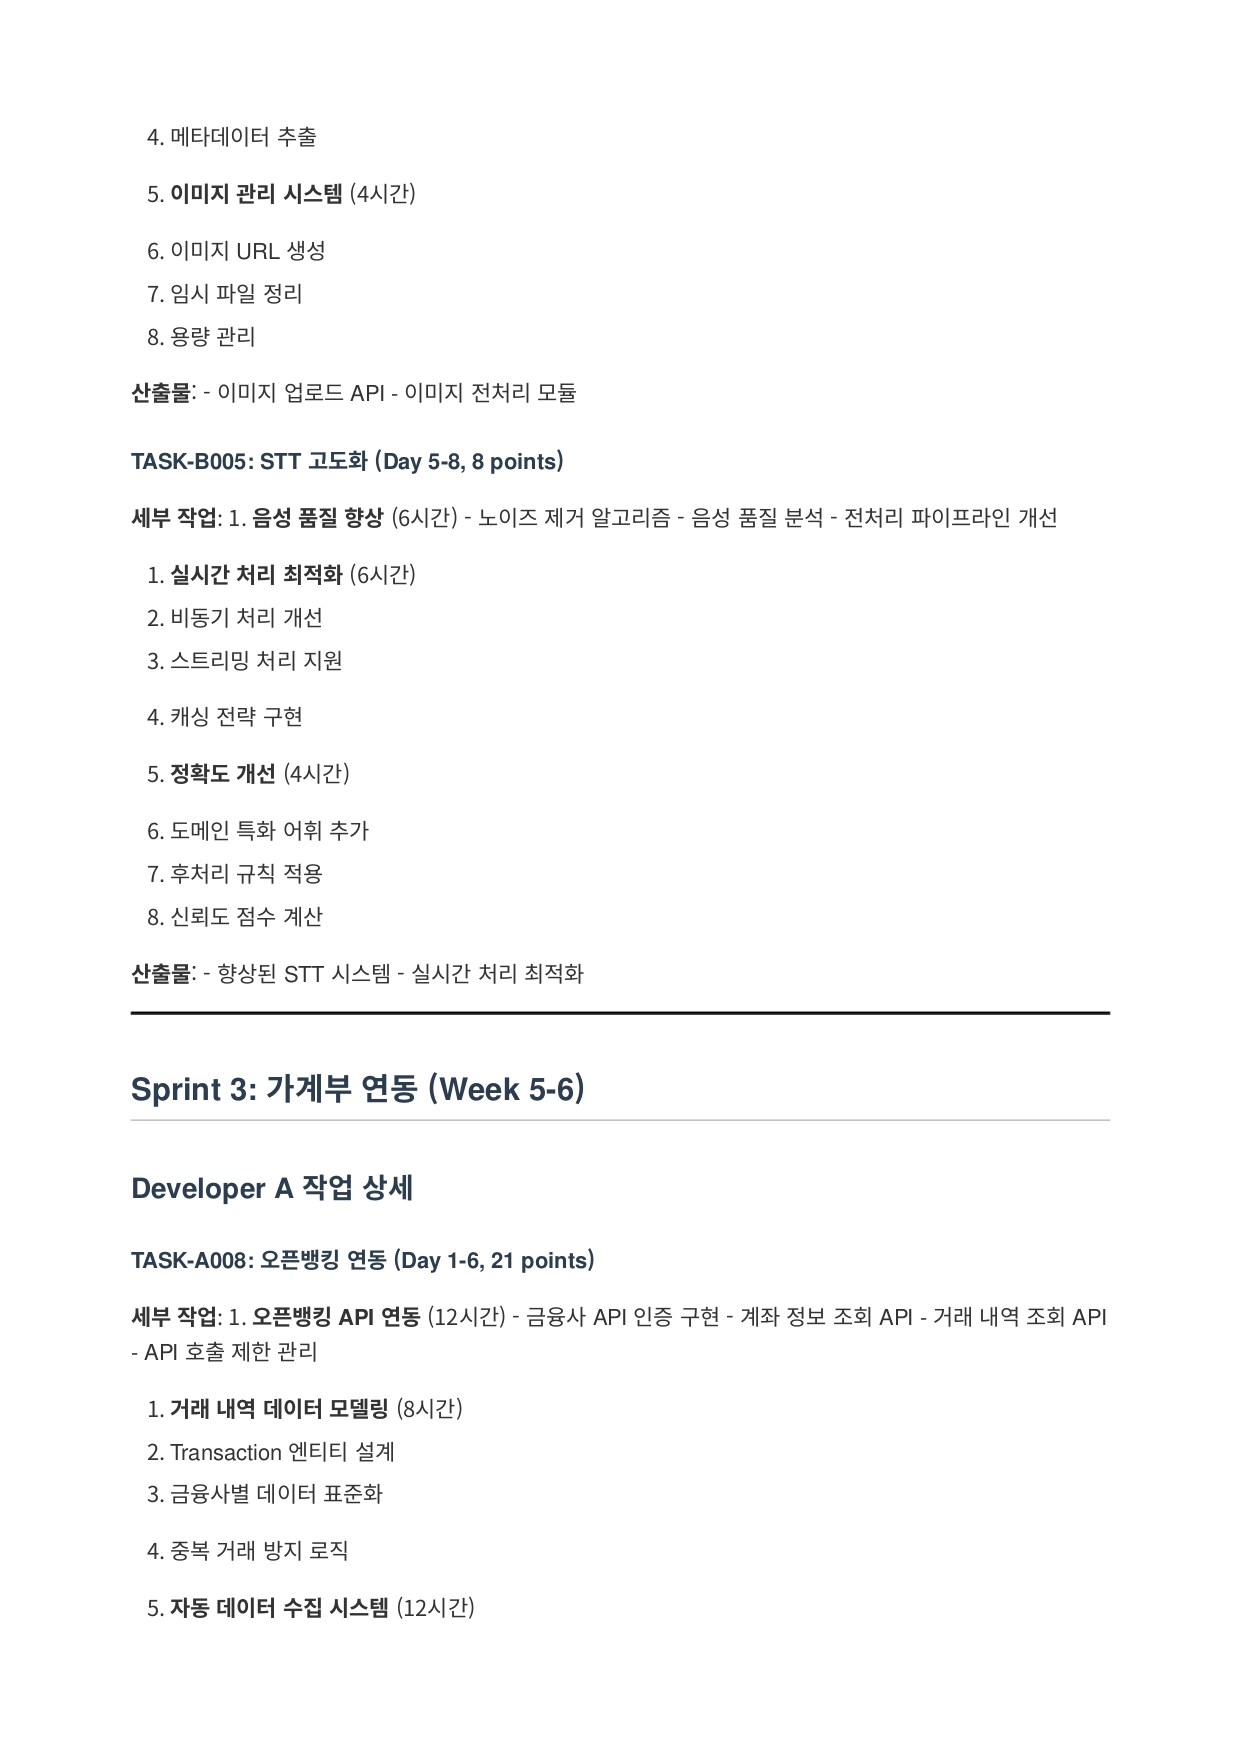 4. 메타데이터 추출
5. 이미지 관리 시스템 (4시간)
6. 이미지 URL 생성
7. 임시 파일 정리
8. 용량 관리
산출물: - 이미지 업로드 API - 이미지 전처리 모듈
TASK-B005: STT 고도화 (Day 5-8, 8 points)
세부 작업: 1. 음성 품질 향상 (6시간) - 노이즈 제거 알고리즘 - 음성 품질 분석 - 전처리 파이프라인 개선
1. 실시간 처리 최적화 (6시간)
2. 비동기 처리 개선
3. 스트리밍 처리 지원
4. 캐싱 전략 구현
5. 정확도 개선 (4시간)
6. 도메인 특화 어휘 추가
7. 후처리 규칙 적용
8. 신뢰도 점수 계산
산출물: - 향상된 STT 시스템 - 실시간 처리 최적화
Sprint 3: 가계부 연동 (Week 5-6)
Developer A 작업 상세
TASK-A008: 오픈뱅킹 연동 (Day 1-6, 21 points)
세부 작업: 1. 오픈뱅킹 API 연동 (12시간) - 금융사 API 인증 구현 - 계좌 정보 조회 API - 거래 내역 조회 API
- API 호출 제한 관리
1. 거래 내역 데이터 모델링 (8시간)
2. Transaction 엔티티 설계
3. 금융사별 데이터 표준화
4. 중복 거래 방지 로직
5. 자동 데이터 수집 시스템 (12시간)